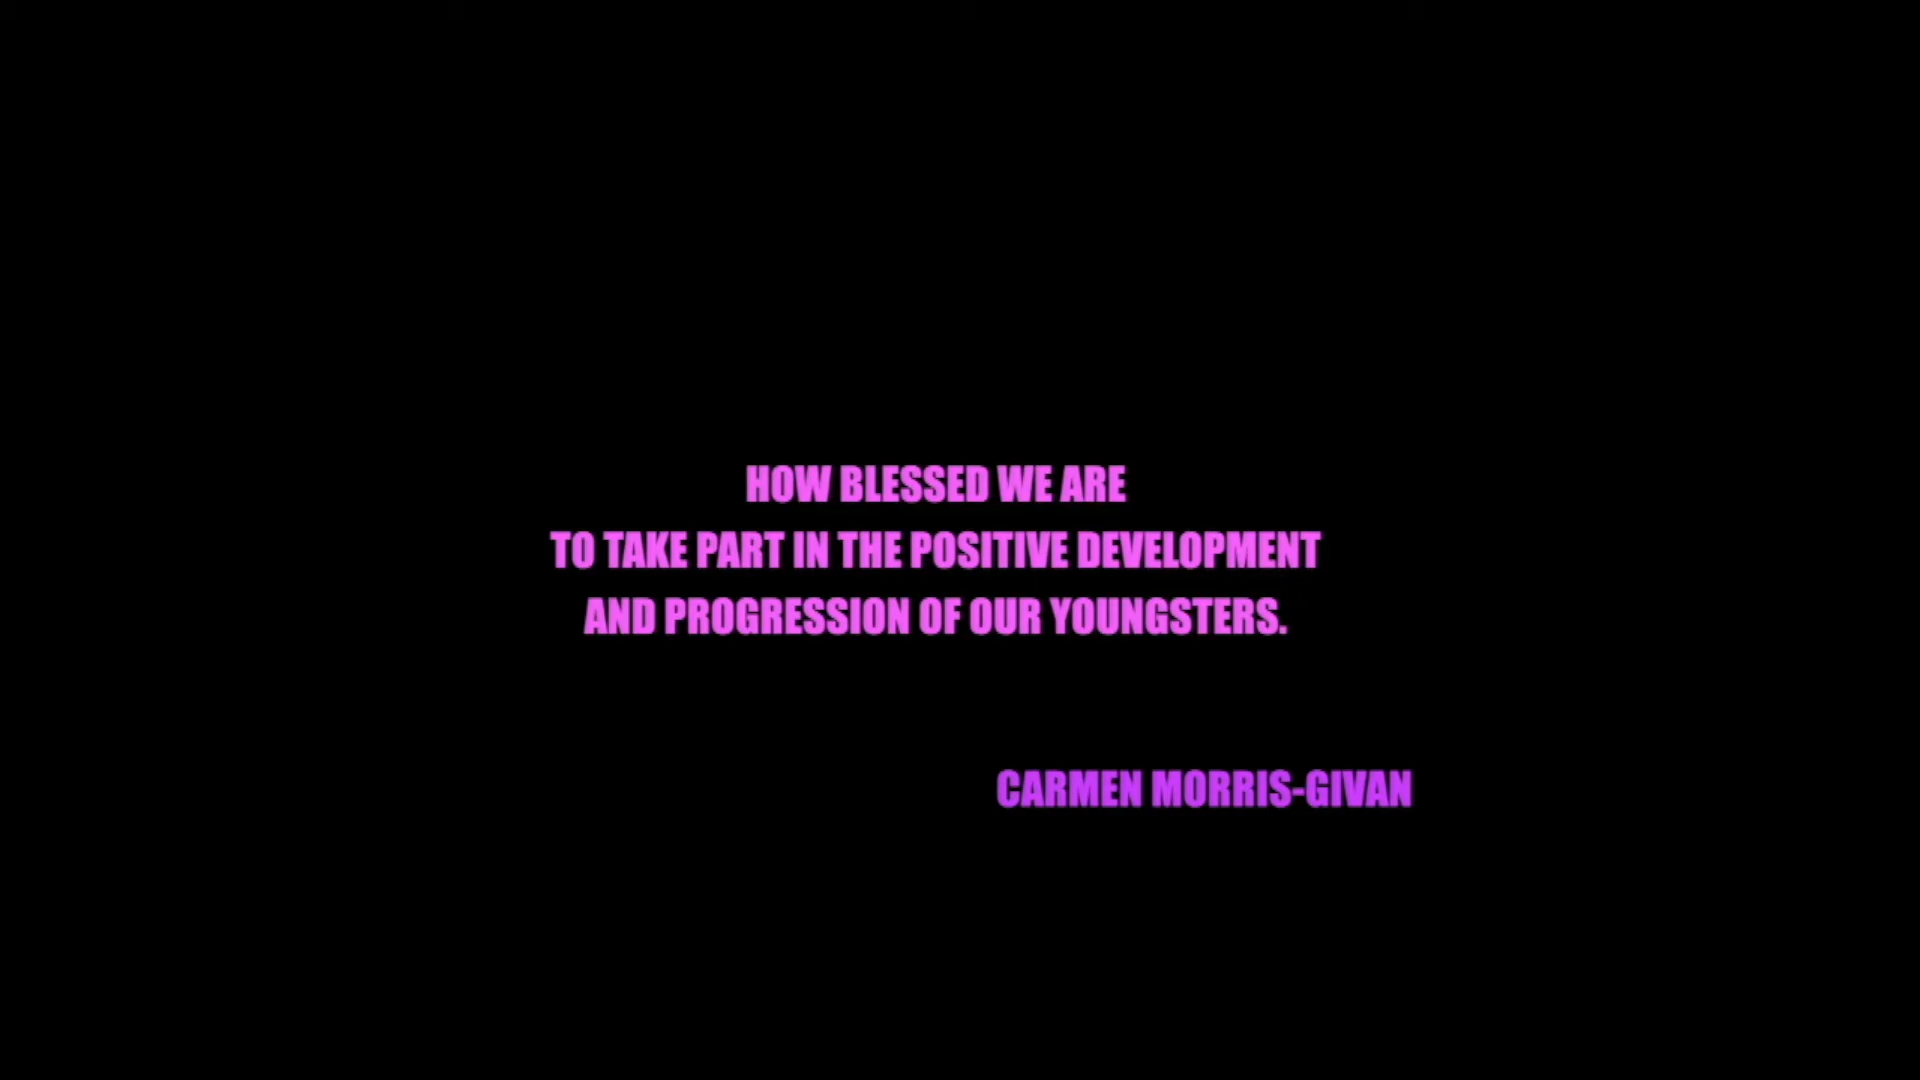 HOW BLESSED WE ARE
TO TAKE PART IN THE POSITIVE DEVELOPMENT
AND PROGRESSION OF OUR YOUNGSTERS.
CARMEN MORRIS-GIVAN